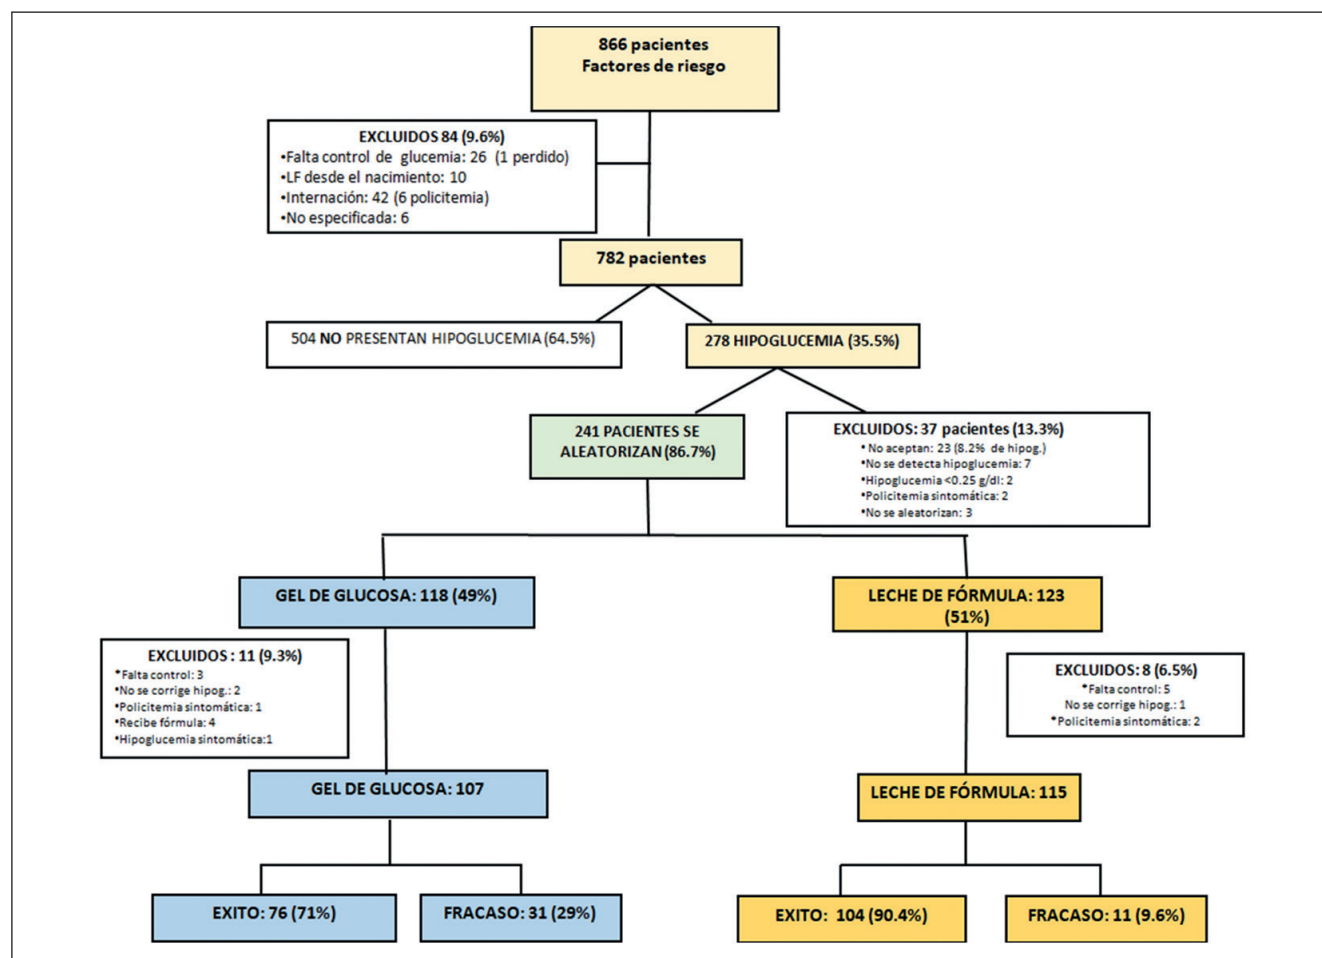 866 pacientes
Factores de riesgo
EXCLUIDOS 84 (9.6%)
•Falta control de glucemia: 26 (1 perdido)
•LF desde el nacimiento: 10
•Internación: 42 (6 policitemia)
•No especificada: 6
782 pacientes
504 NO PRESENTAN HIPOGLUCEMIA (64.5%)
278 HIPOGLUCEMIA (35.5%)
241 PACIENTES SE
ALEATORIZAN (86.7%)
EXCLUIDOS: 37 pacientes (13.3%)
• No aceptan: 23 (8.2% de hipog.)
•No se detecta hipoglucemia: 7
•Hipoglucemia <0.25 g/dl: 2
•Policitemia sintomática: 2
•No se aleatorizan: 3
GEL DE GLUCOSA: 118 (49%)
LECHE DE FÓRMULA: 123
(51%)
EXCLUIDOS : 11 (9.3%)
•Falta control: 3
•No se corrige hipog.: 2
•Policitemia sintomática: 1
•Recibe fórmula: 4
•Hipoglucemia sintomática:1
EXCLUIDOS: 8 (6.5%)
•Falta control: 5
No se corrige hipog.: 1
•Policitemia sintomática: 2
GEL DE GLUCOSA: 107
LECHE DE FÓRMULA: 115
EXITO: 76 (71%)
FRACASO: 31 (29%)
EXITO: 104 (90.4%)
FRACASO: 11 (9.6%)